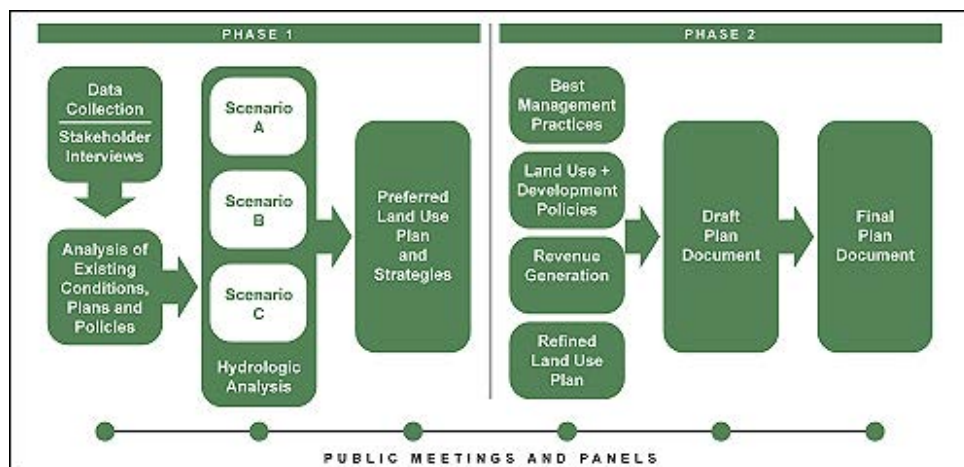 PHASE 1
Data
Collection
Stakeholder
Interviews
Analysis of
Existing
Conditions,
Plans and
Policies
Scenario
A
Scenario
B
Scenario
C
Hydrologic
Analysis
Preferred
Land Use
Plan
and
Strategies
PHASE 2
Best
Management
Practices
Land Use +
Development
Policies
Revenue
Generation
Refined
Land Use
Plan
Draft
Plan
Document
Final
Plan
Document
PUBLIC MEETINGS AND PANELS